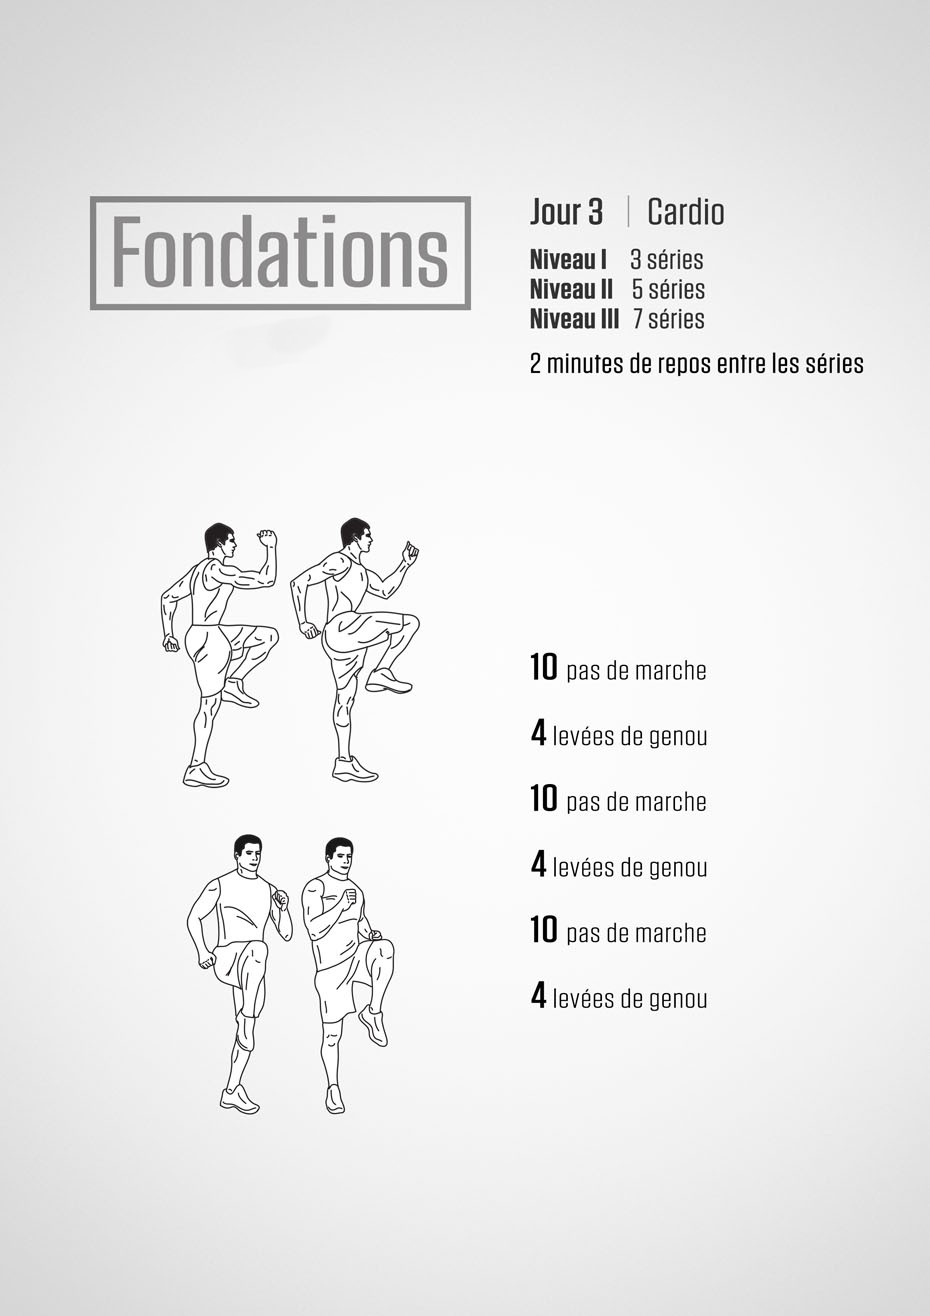 Fondations
Jour 3 | Cardio
Niveau I 3 séries
Niveau II 5 séries
Niveau III 7 séries
2 minutes de repos entre les séries
10 pas de marche
4 levées de genou
10 pas de marche
4 levées de genou
10 pas de marche
4 levées de genou